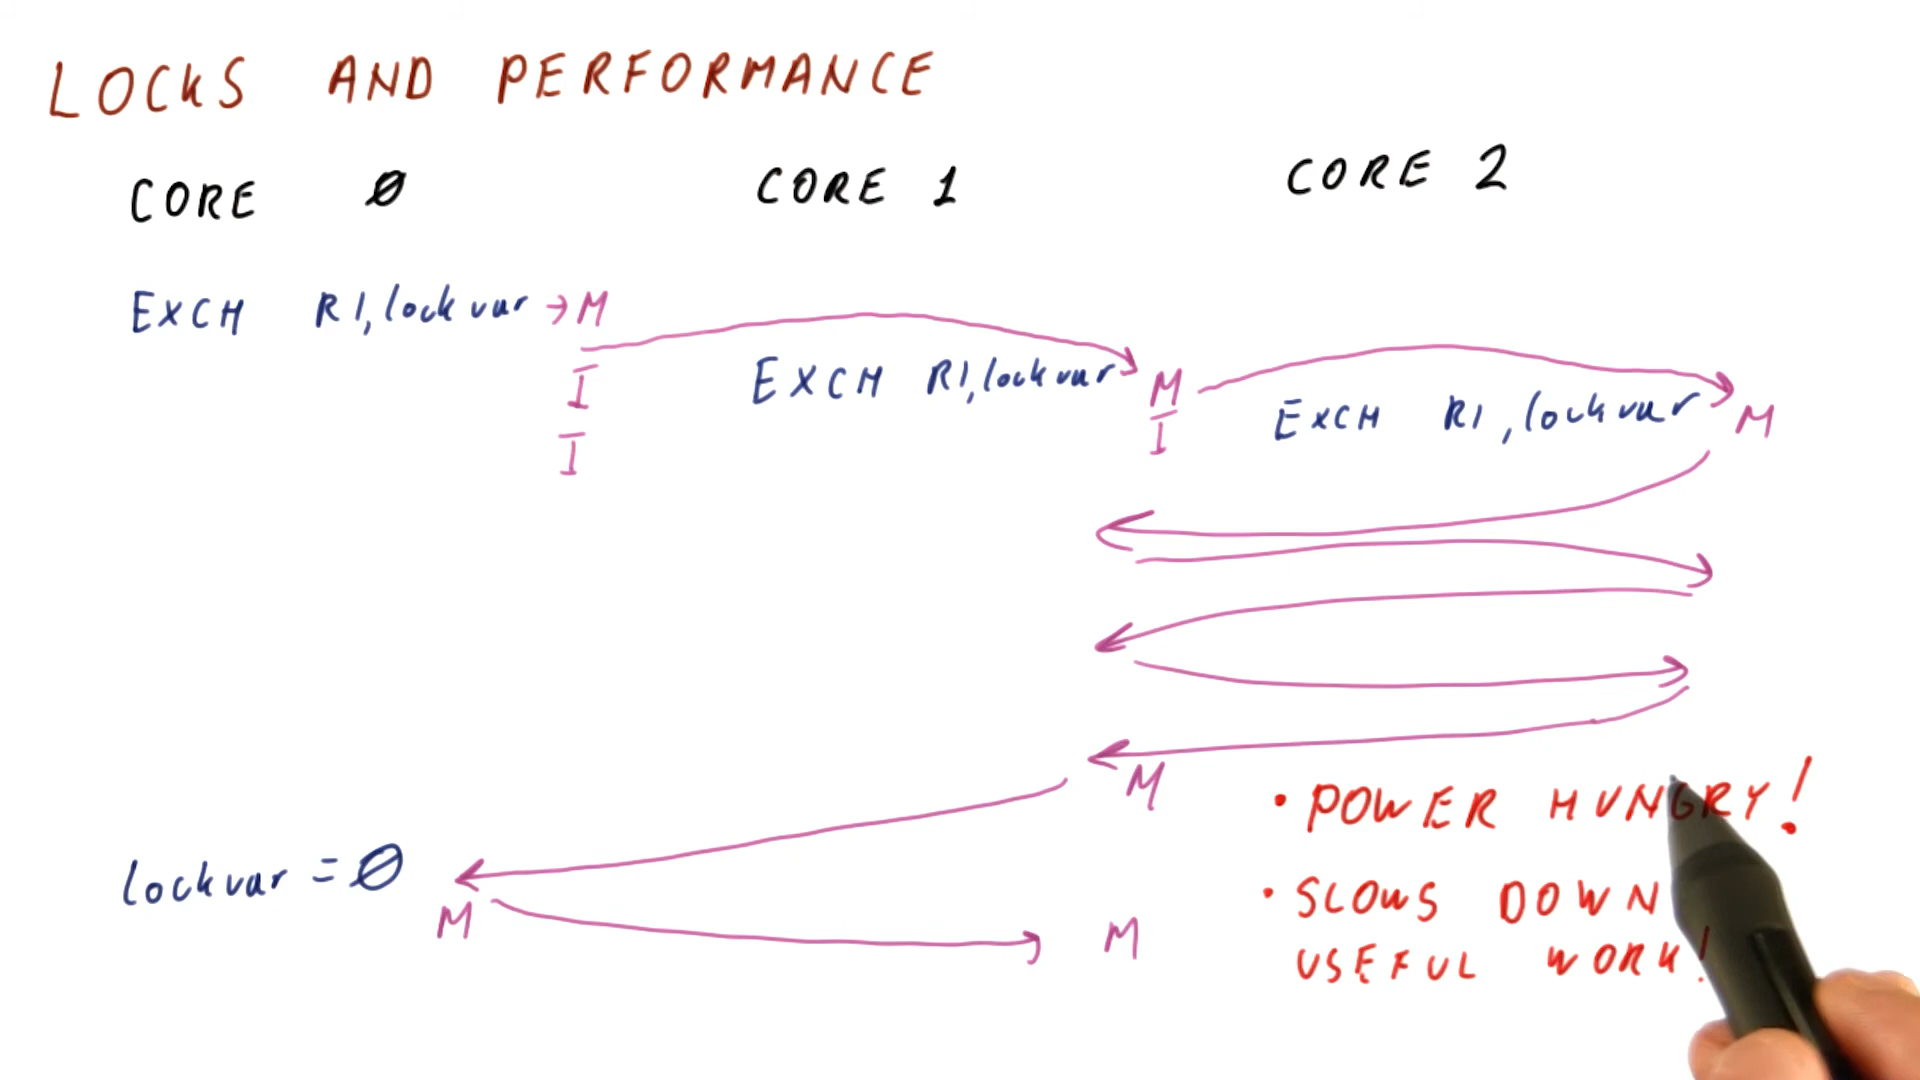 LOCKS AND PERFORMANCE
CORE 0 CORE 1 CORE 2
EXCH R1, lockvar → M
I EXCH R1, lockvar M
I EXCH R1, lockvar M
I
M
• POWER HUNGRY!
lockvar = 0
M M
• SLOWS DOWN
USEFUL WORK!